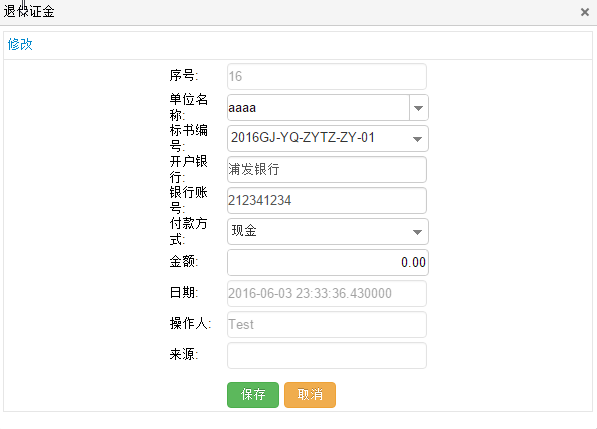 退保证金
修改
序号:
16
单位名
称:
aaaa
标书编
号:
2016GJ-YQ-ZYTZ-ZY-01
开户银
行:
浦发银行
银行账
号:
212341234
付款方
式:
现金
金额:
0.00
日期:
2016-06-03 23:33:36.430000
操作人:
Test
来源:
保存
取消